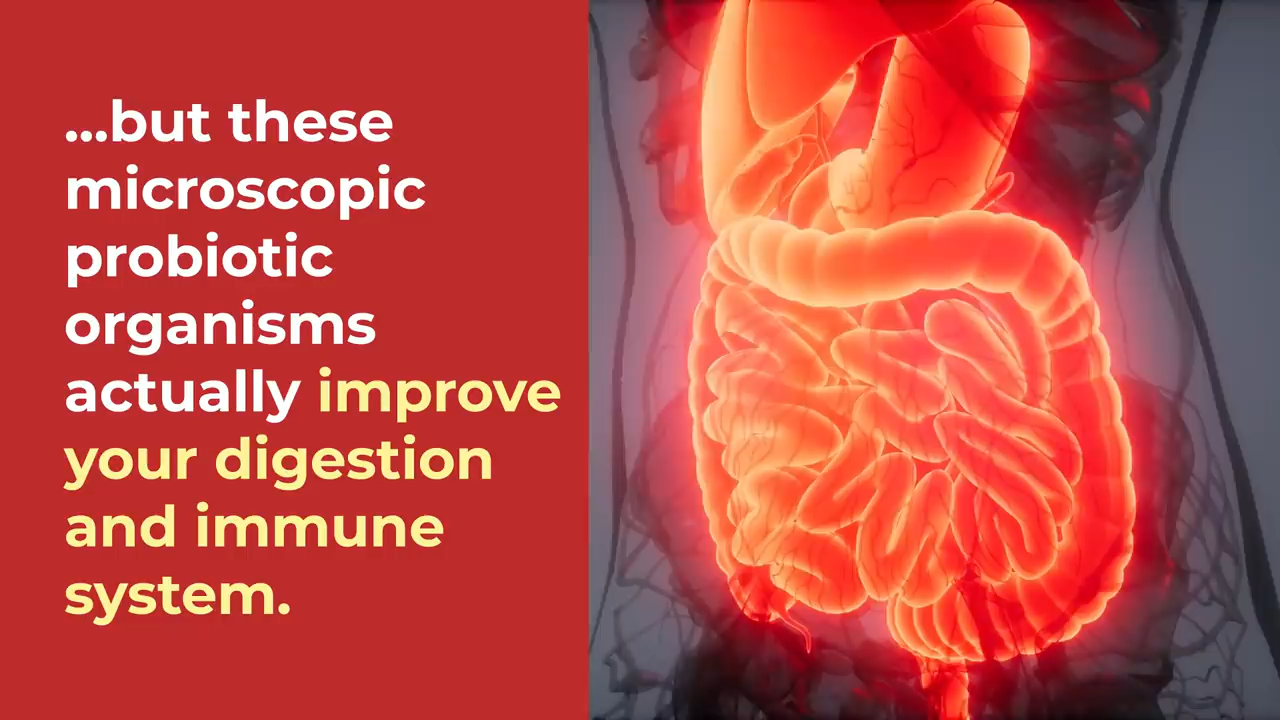 ...but these
microscopic
probiotic
organisms
actually improve
your digestion
and immune
system.